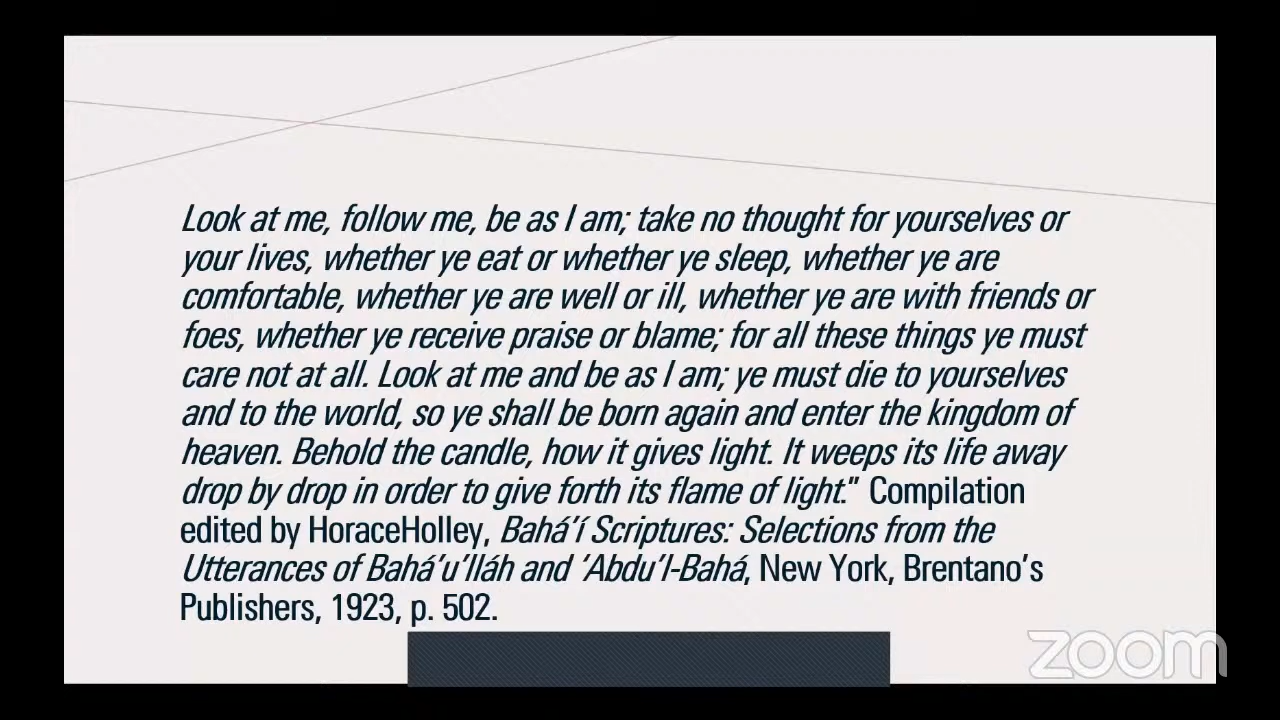 Look at me, follow me, be as I am; take no thought for yourselves or
your lives, whether ye eat or whether ye sleep, whether ye are
comfortable, whether ye are well or ill, whether ye are with friends or
foes, whether ye receive praise or blame; for all these things ye must
care not at all. Look at me and be as I am; ye must die to yourselves
and to the world, so ye shall be born again and enter the kingdom of
heaven. Behold the candle, how it gives light. It weeps its life away
drop by drop in order to give forth its flame of light." Compilation
edited by HoraceHolley, Bahá'í Scriptures: Selections from the
Utterances of Bahá'u'lláh and 'Abdu'l-Bahá, New York, Brentano's
Publishers, 1923, p. 502.
zoom